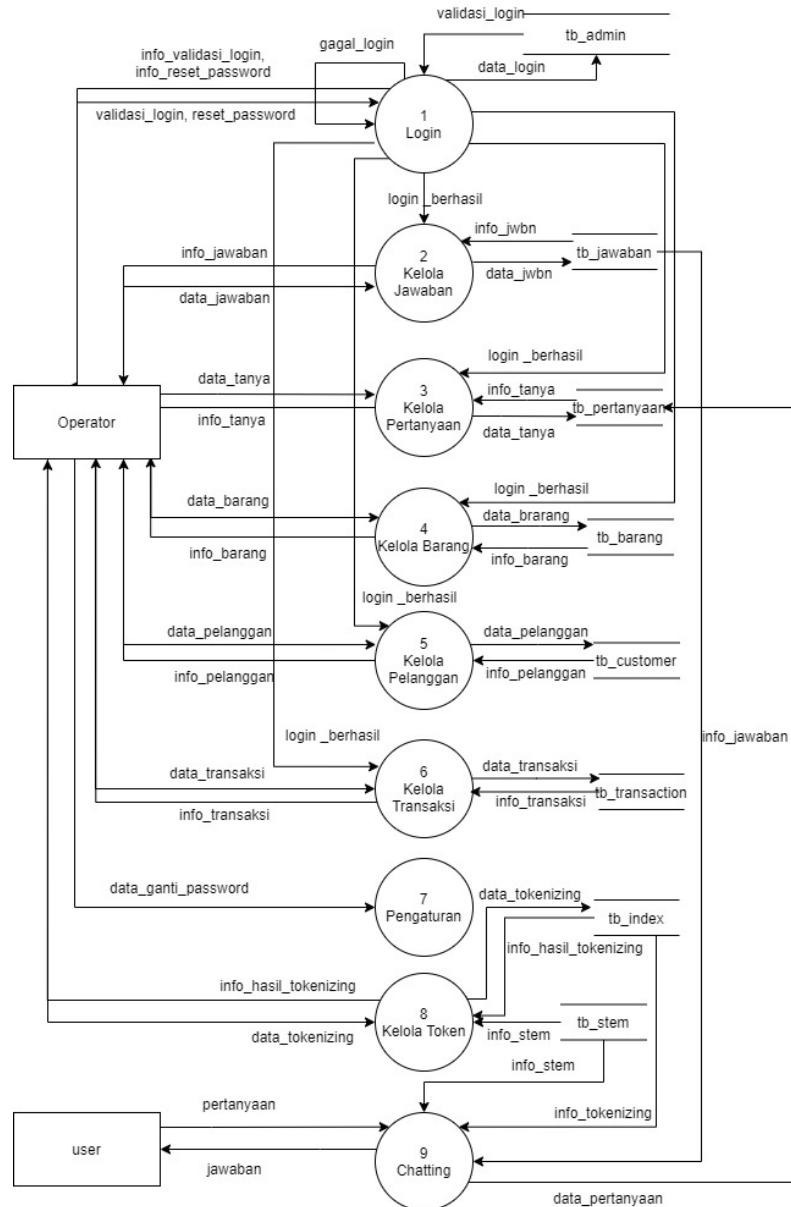 validasi_login
tb_admin
gagal_login
info_validasi_login,
info_reset_password
data_login
validasi_login, reset_password
1
Login
login _berhasil
info_jwbn
info_jawaban
2
Kelola
Jawaban
tb_jawaban
data_jwbn
data_jawaban
login _berhasil
data_tanya
3
Kelola
Pertanyaan
info_tanya
tb_pertanyaan
Operator
info_tanya
data_tanya
login _berhasil
data_barang
data_brarang
4
Kelola Barang
tb_barang
info_barang
info_barang
login _berhasil
data_pelanggan
5
Kelola
Pelanggan
data_pelanggan
tb_customer
info_pelanggan
info_pelanggan
info_jawaban
login _berhasil
data_transaksi
6
Kelola
Transaksi
data_transaksi
tb_transaction
info_transaksi
info_transaksi
data_ganti_password
7
Pengaturan
data_tokenizing
tb_index
info_hasil_tokenizing
info_hasil_tokenizing
8
Kelola Token
tb_stem
info_stem
data_tokenizing
info_stem
pertanyaan
info_tokenizing
user
9
Chatting
jawaban
data_pertanyaan